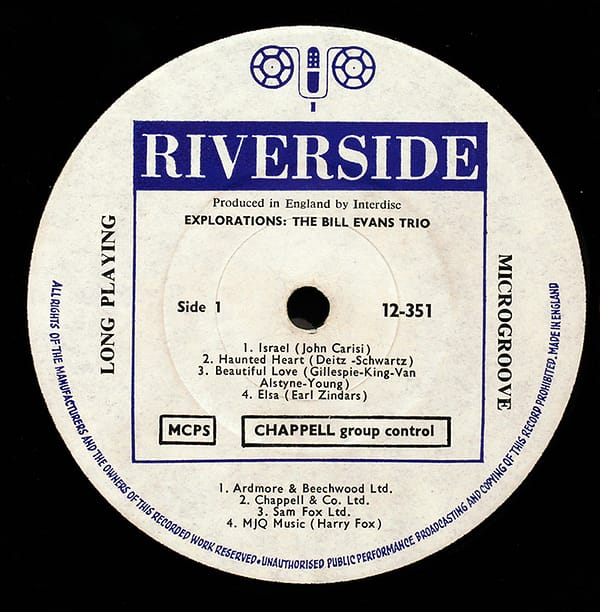 RIVERSIDE
Produced in England by Interdisc
EXPLORATIONS: THE BILL EVANS TRIO
LONG PLAYING
MICROGROOVE
Side 1
12-351
1. Israel (John Carisi)
2. Haunted Heart (Deitz -Schwartz)
3. Beautiful Love (Gillespie-King-Van
Alstyne-Young)
4. Elsa (Earl Zindars)
MCPS
CHAPPELL group control
1. Ardmore & Beechwood Ltd.
2. Chappell & Co. Ltd.
3. Sam Fox Ltd.
4. MJQ Music (Harry Fox)
ALL RIGHTS OF THE MANUFACTURERS AND THE OWNERS OF THIS RECORDED WORK RESERVED • UNAUTHORISED PUBLIC PERFORMANCE BROADCASTING AND COPYING OF THIS RECORD PROHIBITED. MADE IN ENGLAND